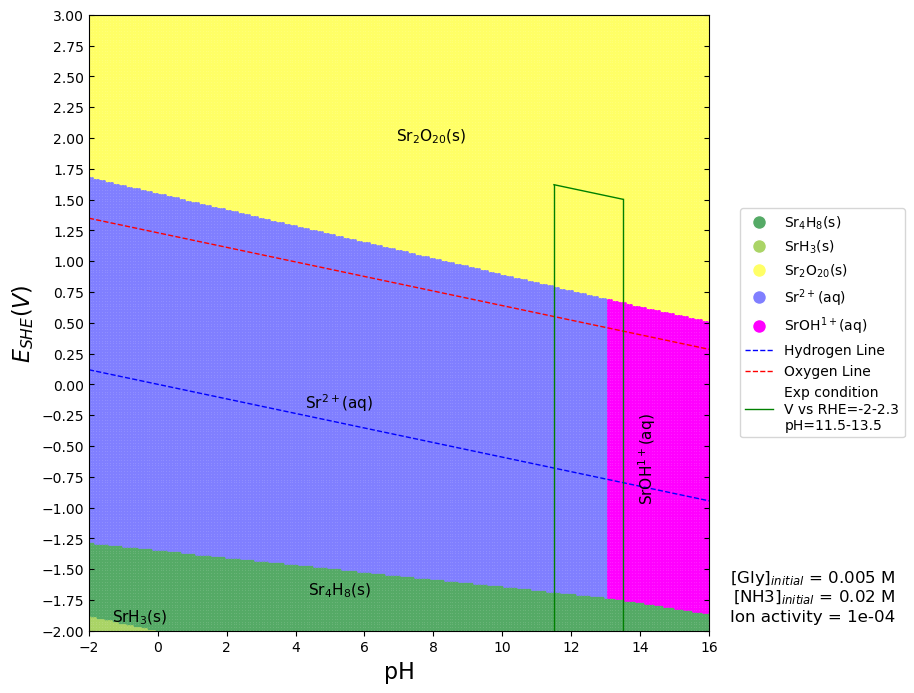 3.00
2.75
2.50
2.25
2.00
1.75
1.50
1.25
1.00
0.75
0.50
0.25
0.00
−0.25
−0.50
−0.75
−1.00
−1.25
−1.50
−1.75
−2.00
E_{SHE}(V)
Sr₂O₂₀(s)
Sr²⁺(aq)
SrOH¹⁺(aq)
Sr₄H₈(s)
SrH₃(s)
−2 0 2 4 6 8 10 12 14 16
pH
Sr₄H₈(s)
SrH₃(s)
Sr₂O₂₀(s)
Sr²⁺(aq)
SrOH¹⁺(aq)
Hydrogen Line
Oxygen Line
Exp condition
V vs RHE=-2-2.3
pH=11.5-13.5
[Gly]_{initial} = 0.005 M
[NH3]_{initial} = 0.02 M
Ion activity = 1e-04